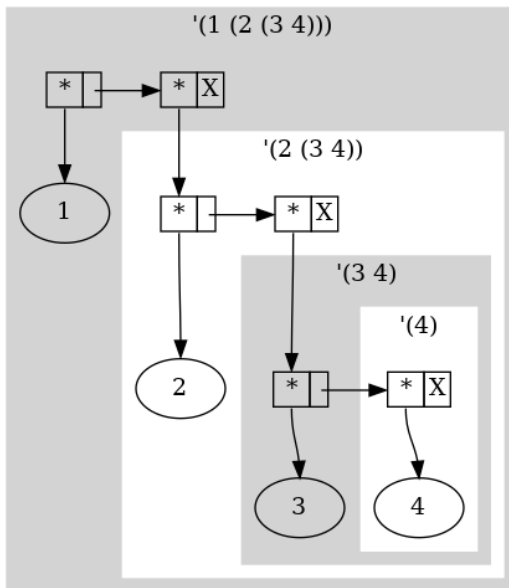 '(1 (2 (3 4)))
* * X
1
'(2 (3 4))
* * X
2
'(3 4)
'(4)
* * X
3 4